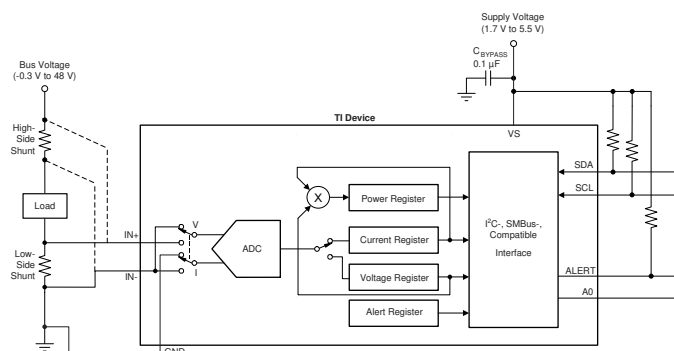 Supply Voltage
(1.7 V to 5.5 V)
CBYPASS
0.1 µF
Bus Voltage
(-0.3 V to 48 V)
TI Device
VS
High-
Side
Shunt
SDA
X
Power Register
SCL
Load
I²C-, SMBus-,
Compatible
Interface
V
IN+
ADC
Current Register
Low-
Side
Shunt
I
IN-
Voltage Register
ALERT
A0
Alert Register
GND